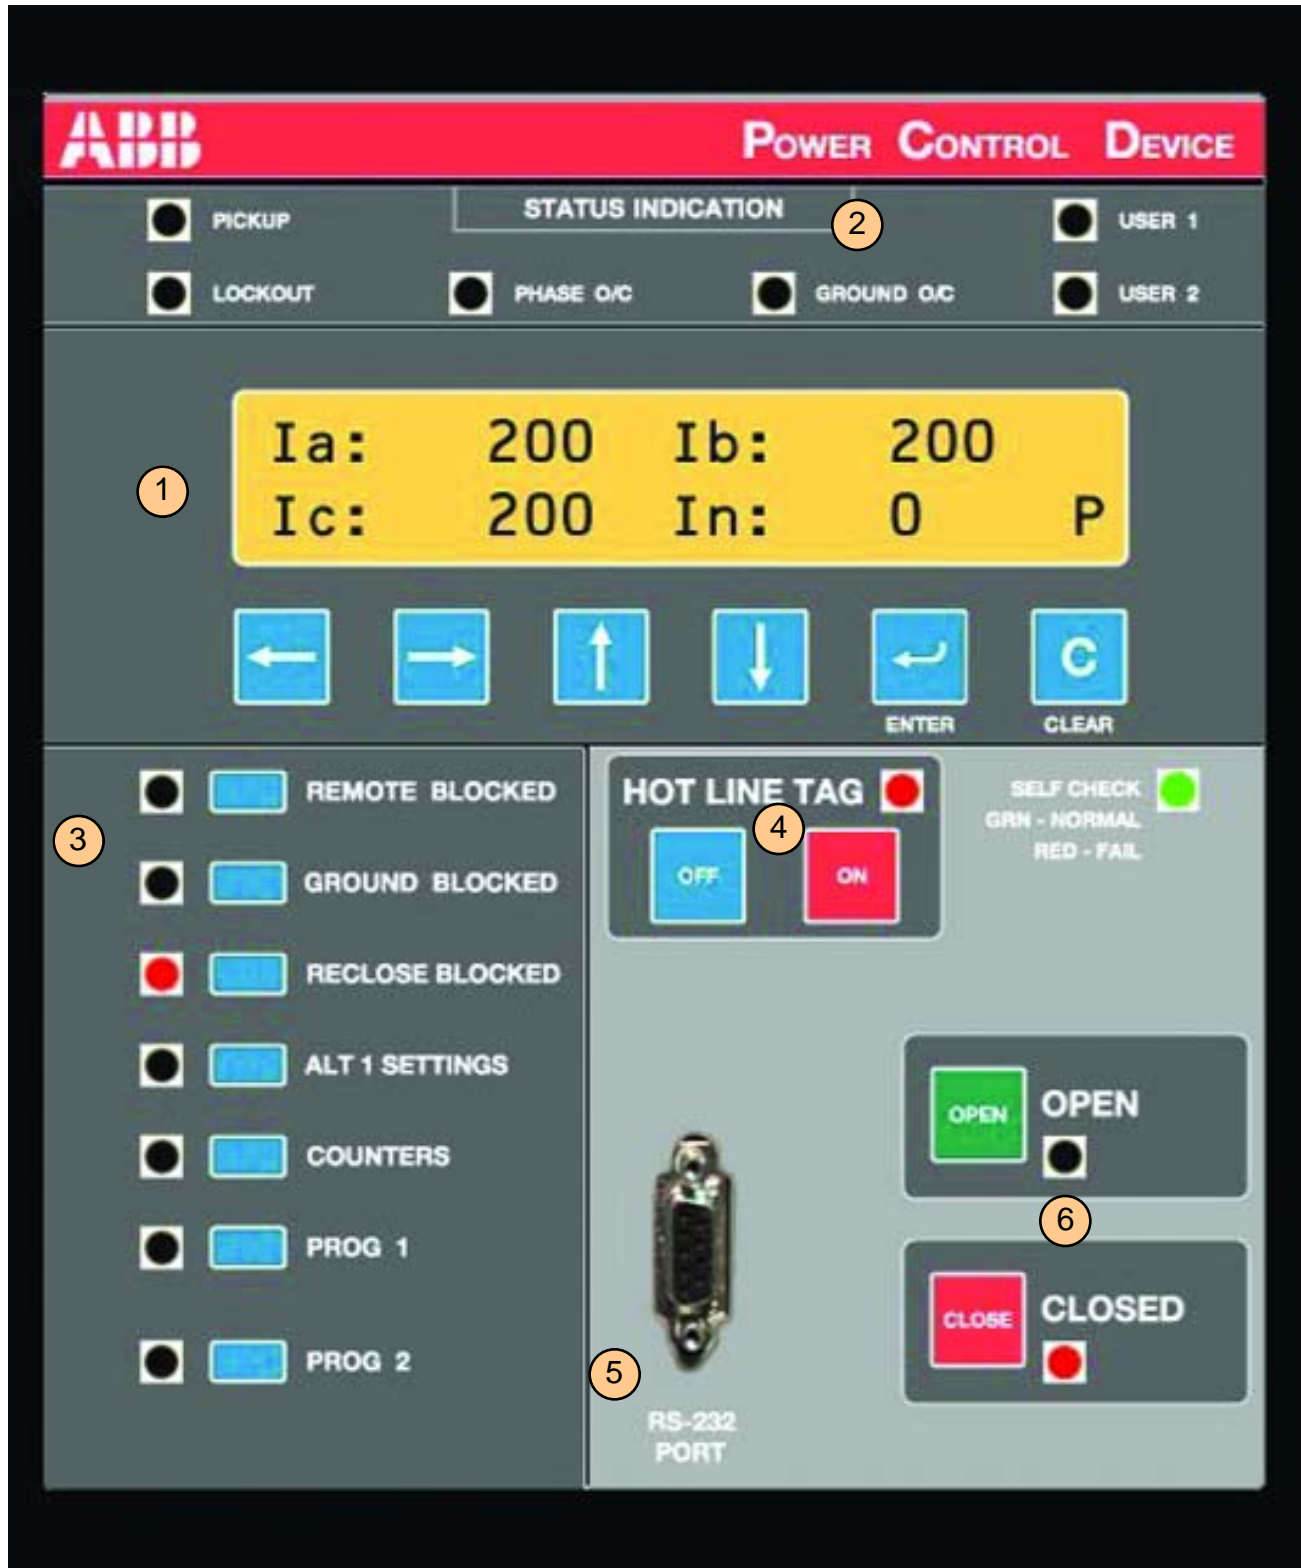 ABB POWER CONTROL DEVICE
PICKUP STATUS INDICATION 2 USER 1
LOCKOUT PHASE O/C GROUND O/C USER 2
Ia: 200 Ib: 200
1
Ic: 200 In: 0 P
C
ENTER CLEAR
REMOTE BLOCKED
3
GROUND BLOCKED
RECLOSE BLOCKED
ALT 1 SETTINGS
COUNTERS
PROG 1
PROG 2
HOT LINE TAG
4
OFF ON
SELF CHECK
GRN - NORMAL
RED - FAIL
OPEN OPEN
6
CLOSE CLOSED
5
RS-232
PORT